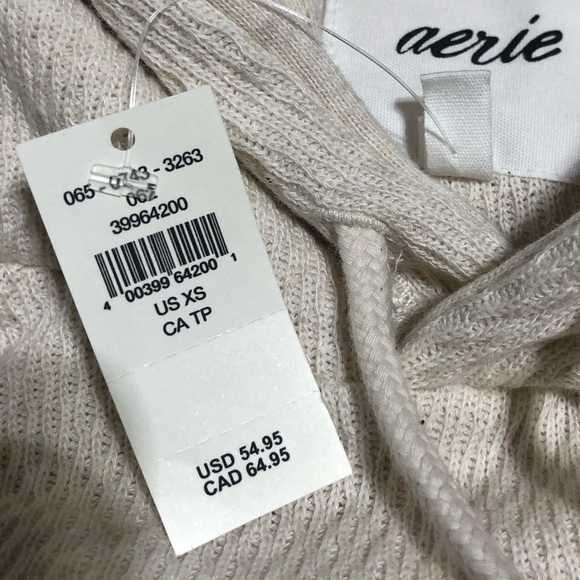 aerie
065 - 0743 - 3263
062
39964200
4 00399 64200 1
US XS
CA TP
USD 54.95
CAD 64.95